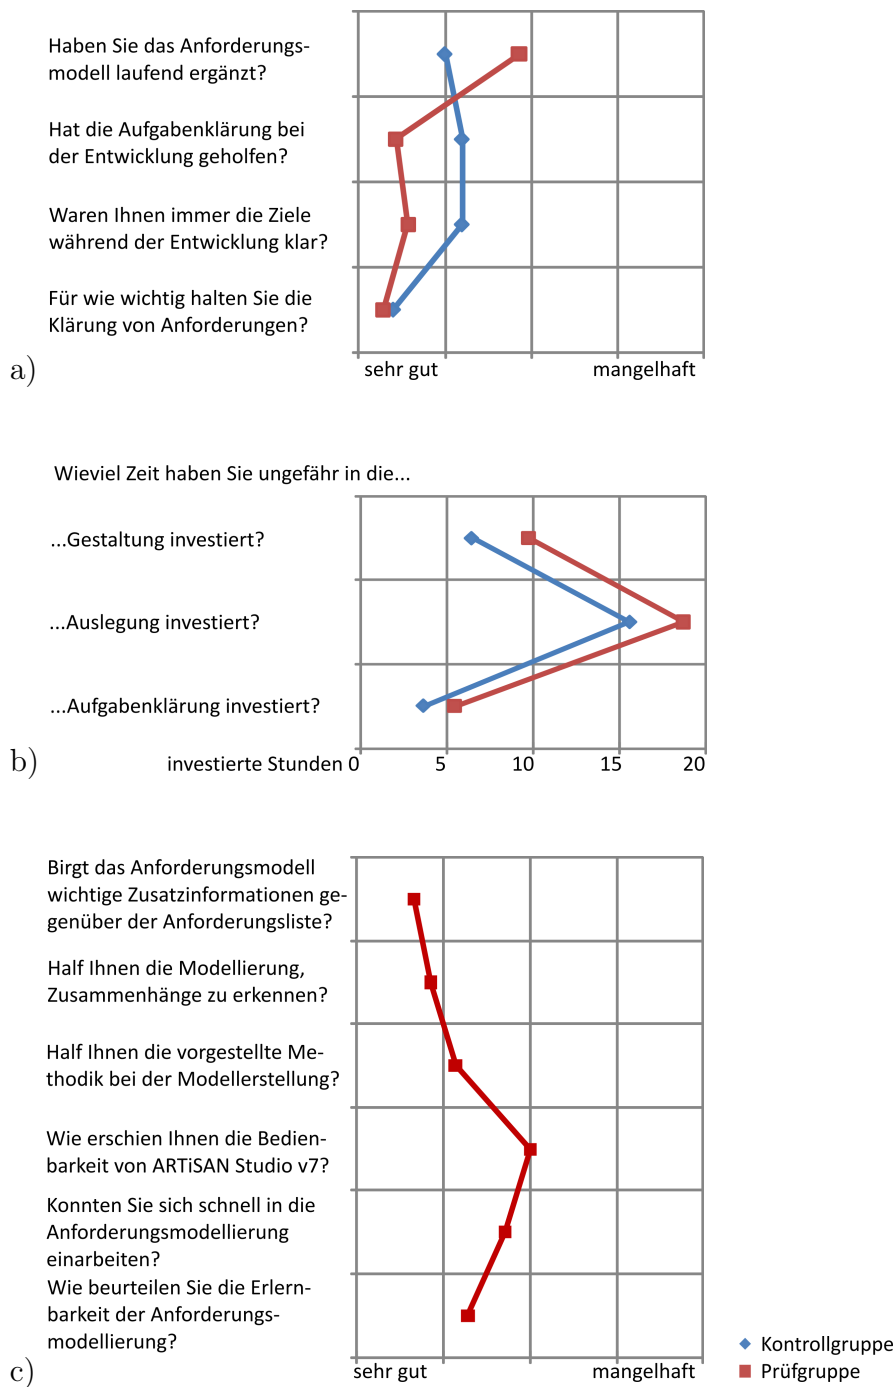 Haben Sie das Anforderungs-
modell laufend ergänzt?
Hat die Aufgabenklärung bei
der Entwicklung geholfen?
Waren Ihnen immer die Ziele
während der Entwicklung klar?
Für wie wichtig halten Sie die
Klärung von Anforderungen?
a)
sehr gut mangelhaft
Wieviel Zeit haben Sie ungefähr in die...
...Gestaltung investiert?
...Auslegung investiert?
...Aufgabenklärung investiert?
b)
investierte Stunden 0 5 10 15 20
Birgt das Anforderungsmodell
wichtige Zusatzinformationen ge-
genüber der Anforderungsliste?
Half Ihnen die Modellierung,
Zusammenhänge zu erkennen?
Half Ihnen die vorgestellte Me-
thodik bei der Modellerstellung?
Wie erschien Ihnen die Bedien-
barkeit von ARTiSAN Studio v7?
Konnten Sie sich schnell in die
Anforderungsmodellierung
einarbeiten?
Wie beurteilen Sie die Erlern-
barkeit der Anforderungs-
modellierung?
c)
sehr gut mangelhaft
Kontrollgruppe
Prüfgruppe